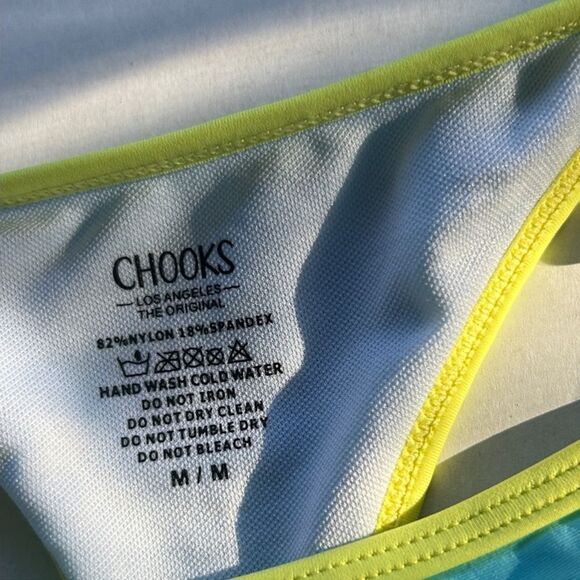 CHOOKS
LOS ANGELES
THE ORIGINAL
82%NYLON 18%SPANDEX
HAND WASH COLD WATER
DO NOT IRON
DO NOT DRY CLEAN
DO NOT TUMBLE DRY
DO NOT BLEACH
M / M